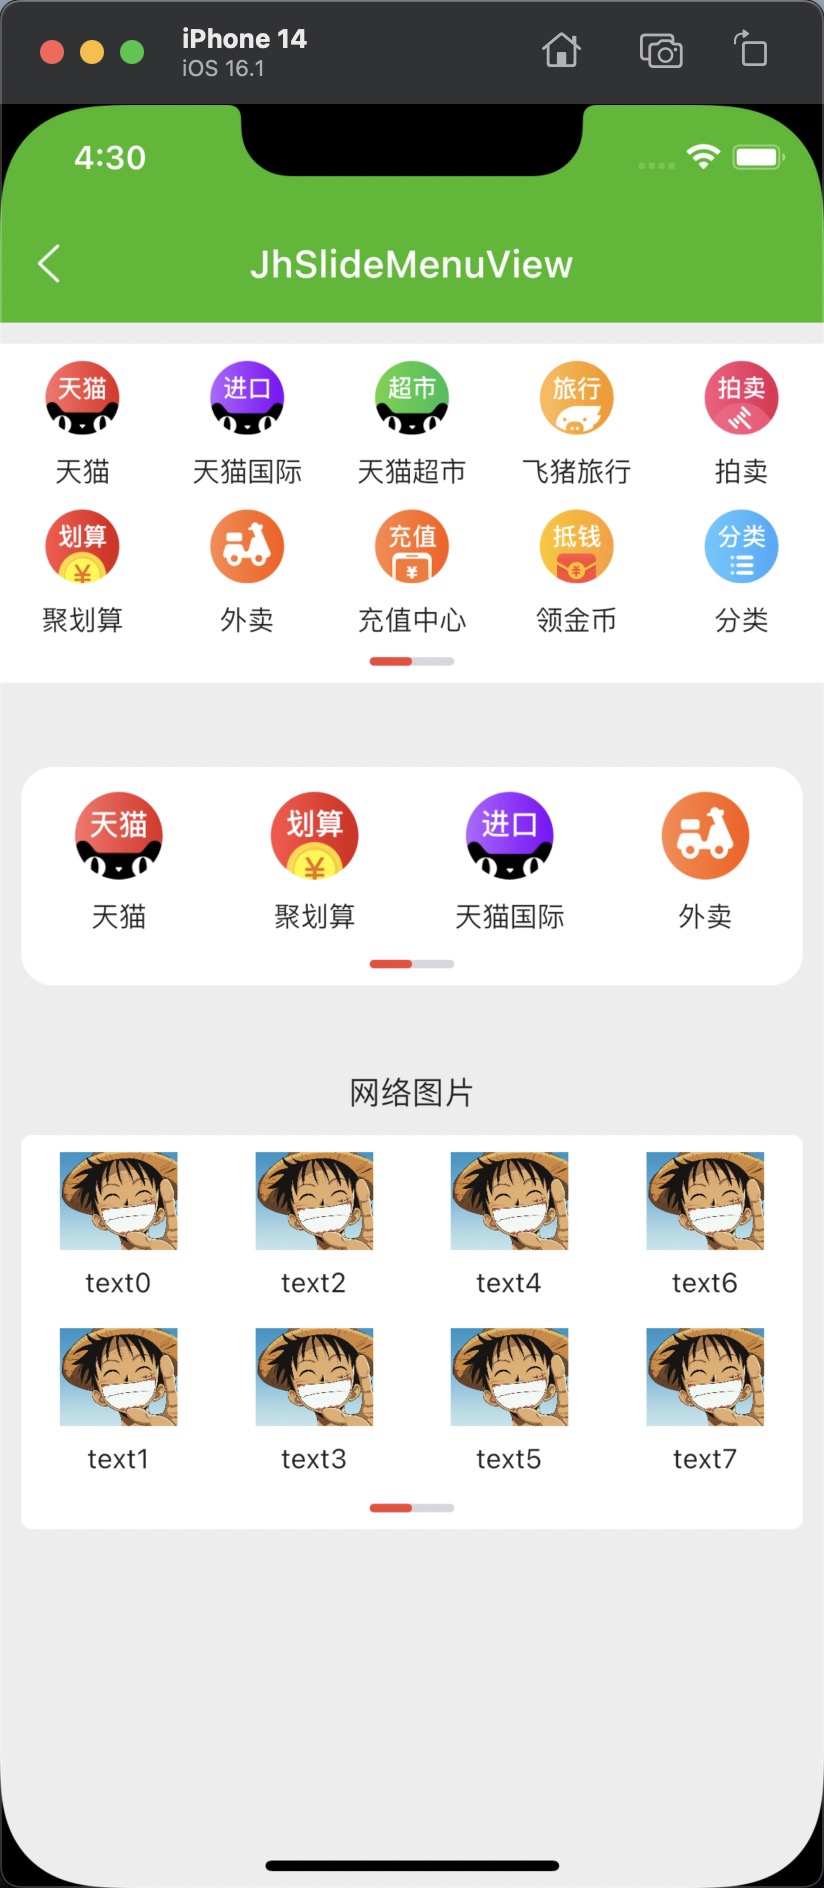 iPhone 14
iOS 16.1
4:30
JhSlideMenuView
天猫 进口 超市 旅行 拍卖
天猫 天猫国际 天猫超市 飞猪旅行 拍卖
划算 充值 抵钱 分类
¥ ¥ ¥
聚划算 外卖 充值中心 领金币 分类
天猫 划算 进口
¥
天猫 聚划算 天猫国际 外卖
网络图片
text0 text2 text4 text6
text1 text3 text5 text7